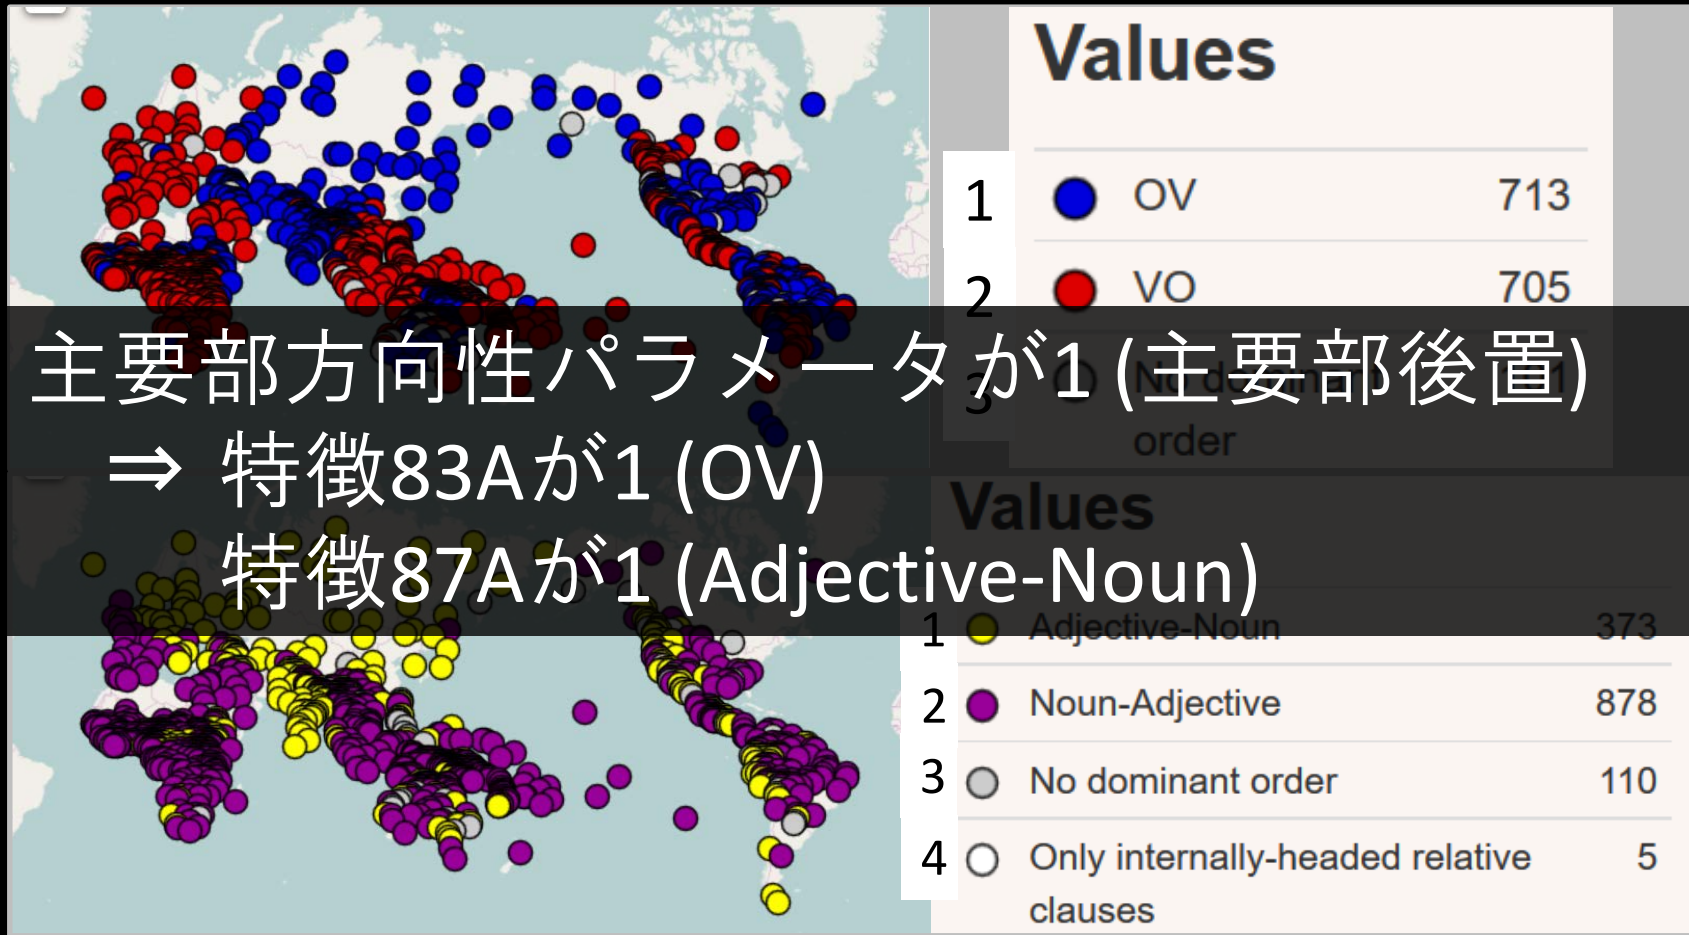 Values
1 OV 713
2 VO 705
主要部方向性パラメータが1 (主要部後置)
3 No dominant
order
⇒ 特徴83Aが1 (OV)
Values
特徴87Aが1 (Adjective-Noun)
1 Adjective-Noun 373
2 Noun-Adjective 878
3 No dominant order 110
4 Only internally-headed relative 5
clauses